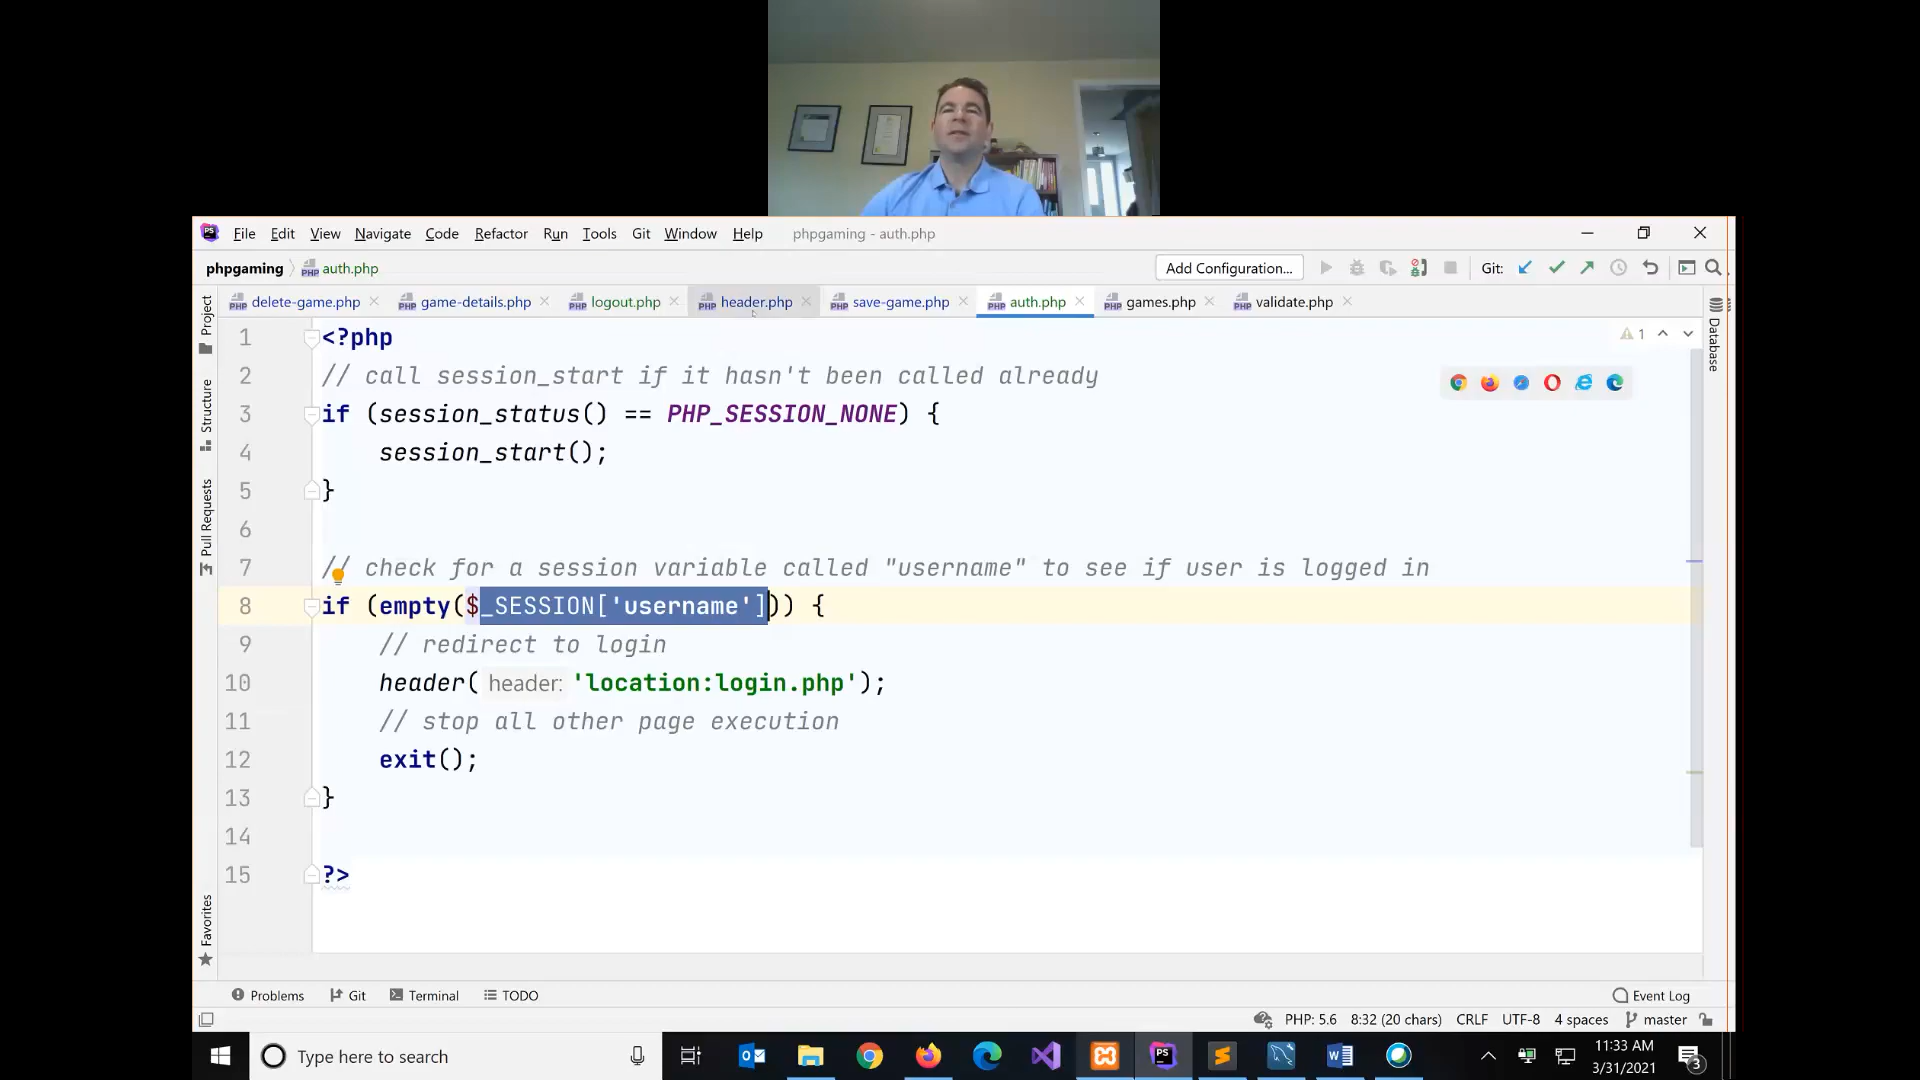 File Edit View Navigate Code Refactor Run Tools Git Window Help phpgaming - auth.php
phpgaming auth.php Add Configuration... Git:
delete-game.php game-details.php logout.php header.php save-game.php auth.php games.php validate.php
1 <?php
2 // call session_start if it hasn't been called already
3 if (session_status() == PHP_SESSION_NONE) {
4 session_start();
5 }
6
7 // check for a session variable called "username" to see if user is logged in
8 if (empty($_SESSION['username'])) {
9 // redirect to login
10 header( header: 'location:login.php');
11 // stop all other page execution
12 exit();
13 }
14
15 ?>
1
Project
Structure
Pull Requests
Favorites
Database
Problems Git Terminal TODO Event Log
PHP: 5.6 8:32 (20 chars) CRLF UTF-8 4 spaces master
Type here to search
11:33 AM
3/31/2021
3